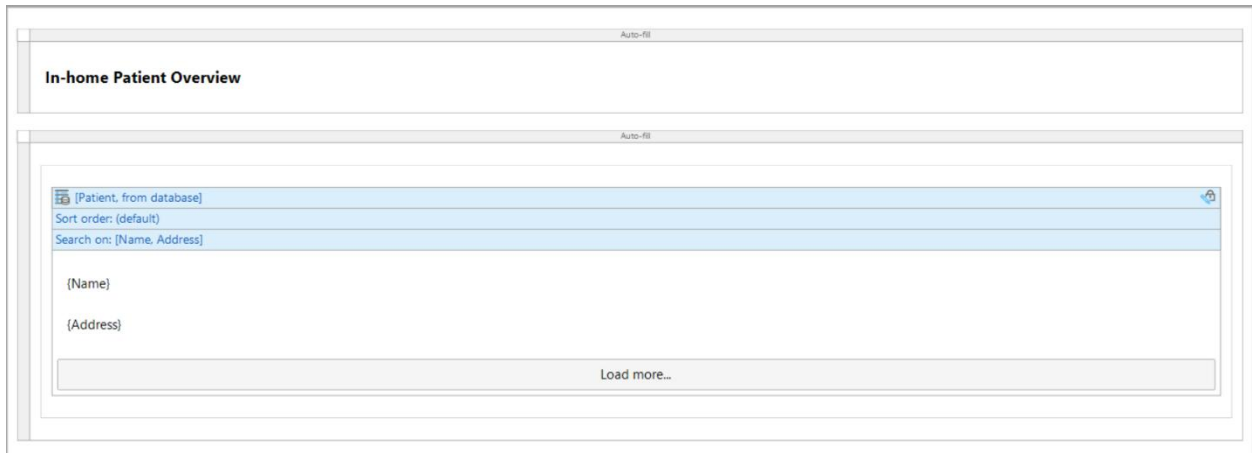 Auto-fill
In-home Patient Overview
Auto-fill
[Patient, from database]
Sort order: (default)
Search on: [Name, Address]
{Name}
{Address}
Load more...